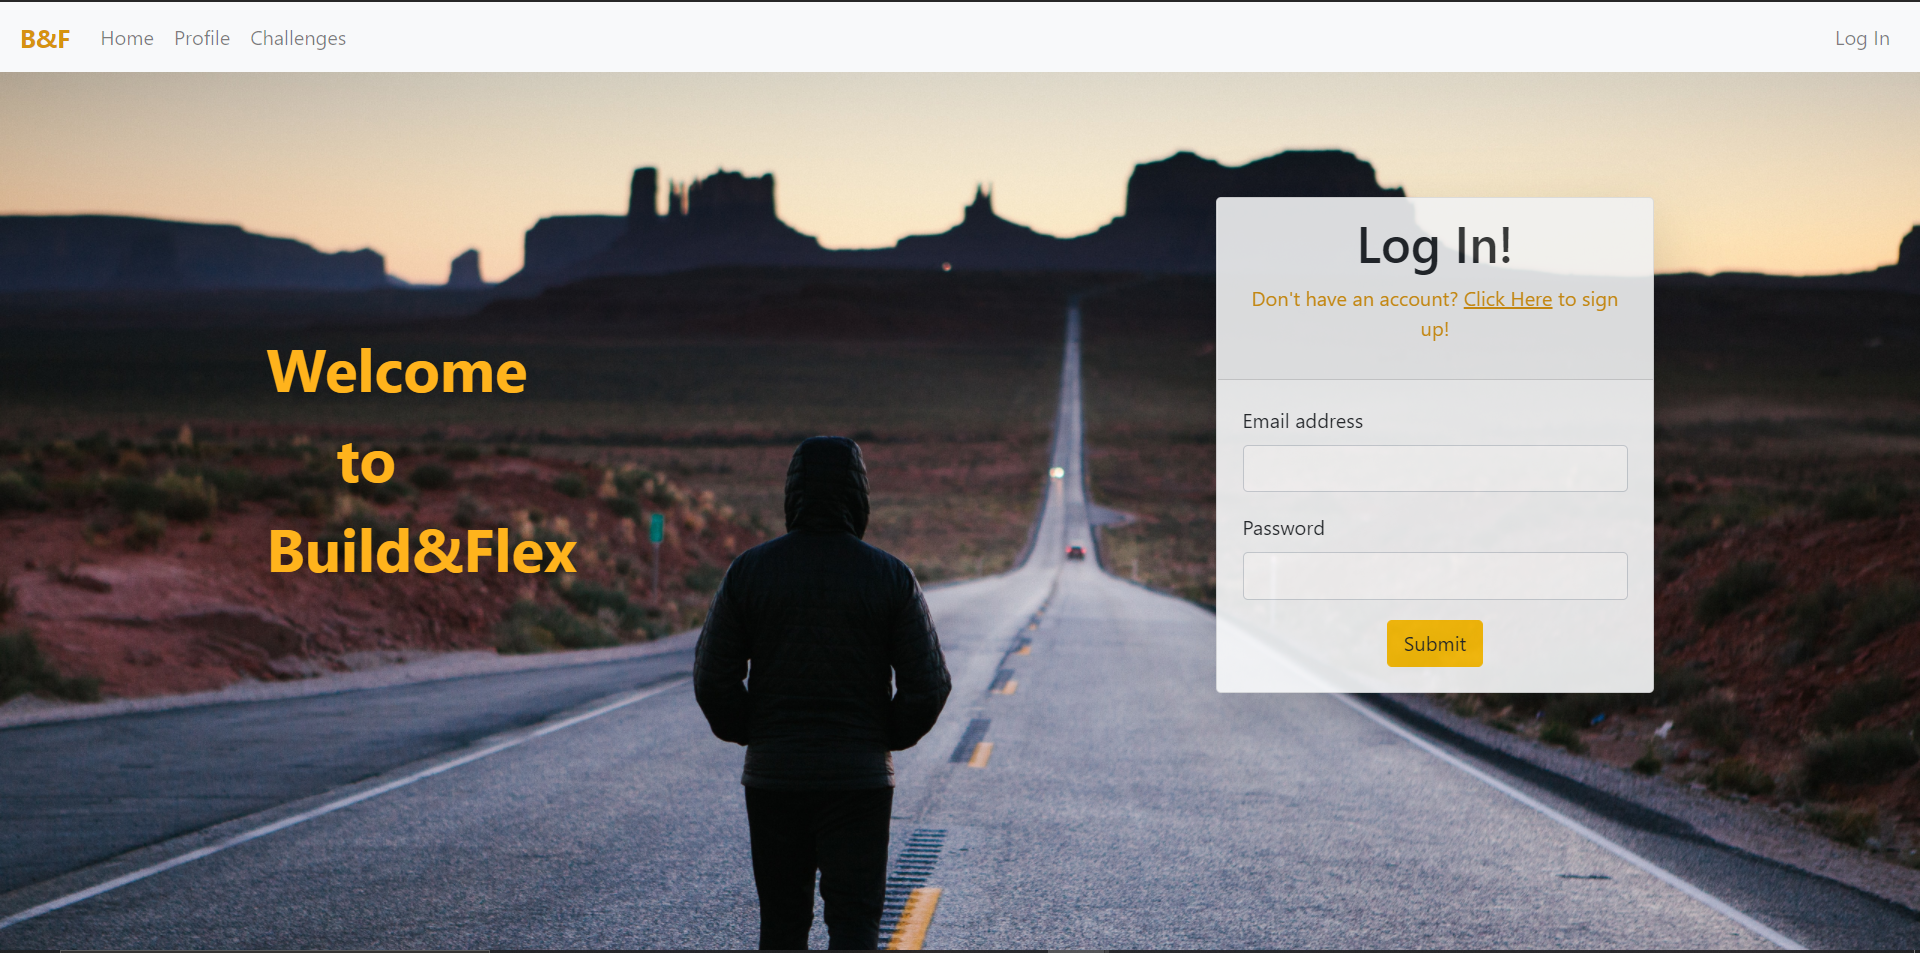 B&F Home Profile Challenges Log In
Welcome
to
Build&Flex
Log In!
Don't have an account? Click Here to sign
up!
Email address
Password
Submit